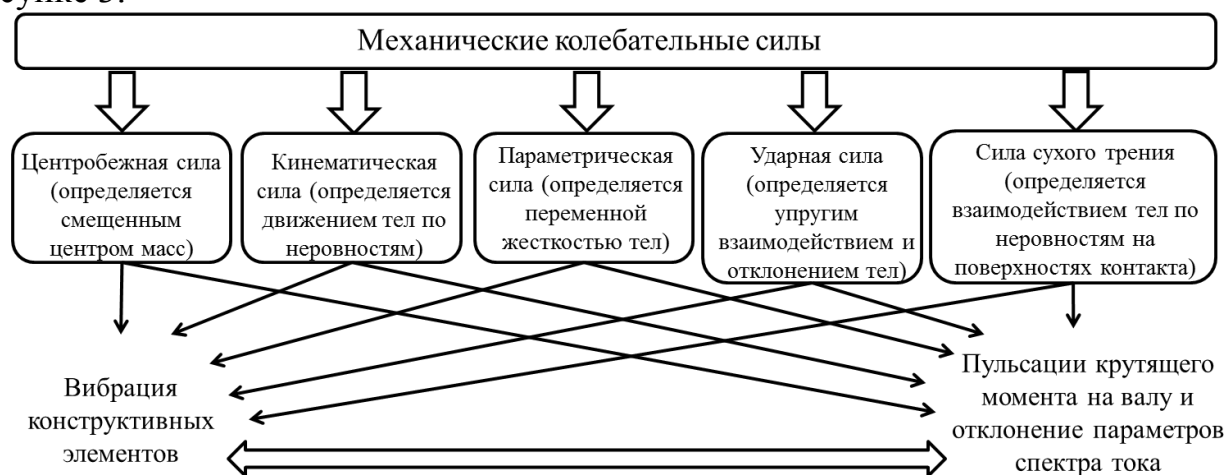 Механические колебательные силы
Центробежная сила
(определяется
смещенным
центром масс)
Кинематическая
сила (определяется
движением тел по
неровностям)
Параметрическая
сила (определяется
переменной
жесткостью тел)
Ударная сила
(определяется
упругим
взаимодействием и
отклонением тел)
Сила сухого трения
(определяется
взаимодействием тел по
неровностям на
поверхностях контакта)
Вибрация
конструктивных
элементов
Пульсации крутящего
момента на валу и
отклонение параметров
спектра тока